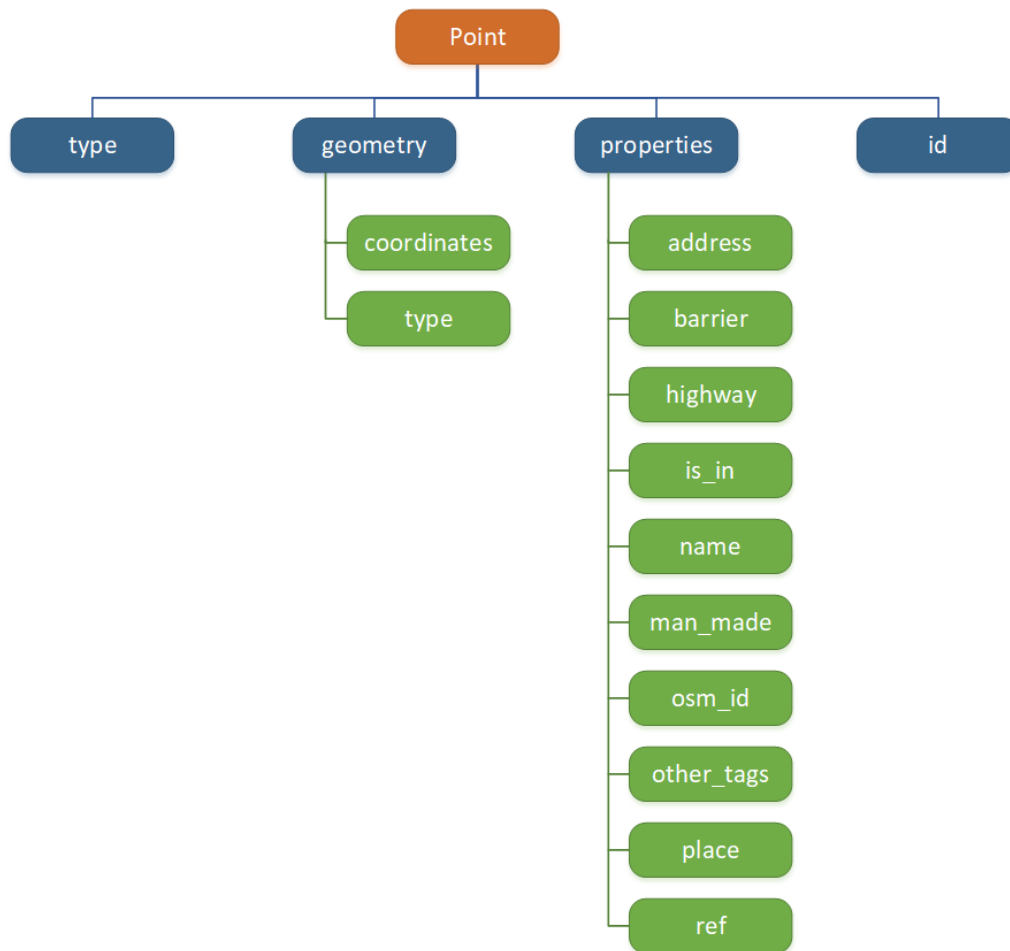 Point
type
geometry
properties
id
coordinates
type
address
barrier
highway
is_in
name
man_made
osm_id
other_tags
place
ref